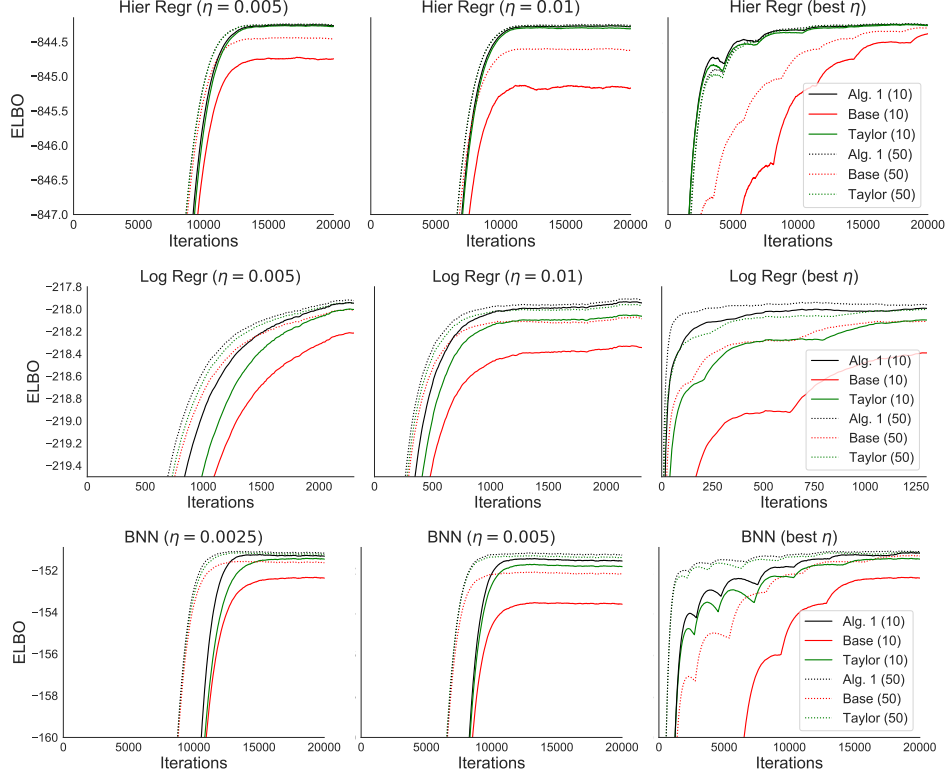 Hier Regr (η = 0.005)
Hier Regr (η = 0.01)
Hier Regr (best η)
ELBO
−844.5
−845.0
−845.5
−846.0
−846.5
−847.0
0 5000 10000 15000 20000
0 5000 10000 15000 20000
0 5000 10000 15000 20000
Iterations
Iterations
Iterations
Alg. 1 (10)
Base (10)
Taylor (10)
Alg. 1 (50)
Base (50)
Taylor (50)
Log Regr (η = 0.005)
Log Regr (η = 0.01)
Log Regr (best η)
ELBO
−217.8
−218.0
−218.2
−218.4
−218.6
−218.8
−219.0
−219.2
−219.4
0 500 1000 1500 2000
0 500 1000 1500 2000
0 250 500 750 1000 1250
Iterations
Iterations
Iterations
Alg. 1 (10)
Base (10)
Taylor (10)
Alg. 1 (50)
Base (50)
Taylor (50)
BNN (η = 0.0025)
BNN (η = 0.005)
BNN (best η)
ELBO
−152
−154
−156
−158
−160
0 5000 10000 15000 20000
0 5000 10000 15000 20000
0 5000 10000 15000 20000
Iterations
Iterations
Iterations
Alg. 1 (10)
Base (10)
Taylor (10)
Alg. 1 (50)
Base (50)
Taylor (50)